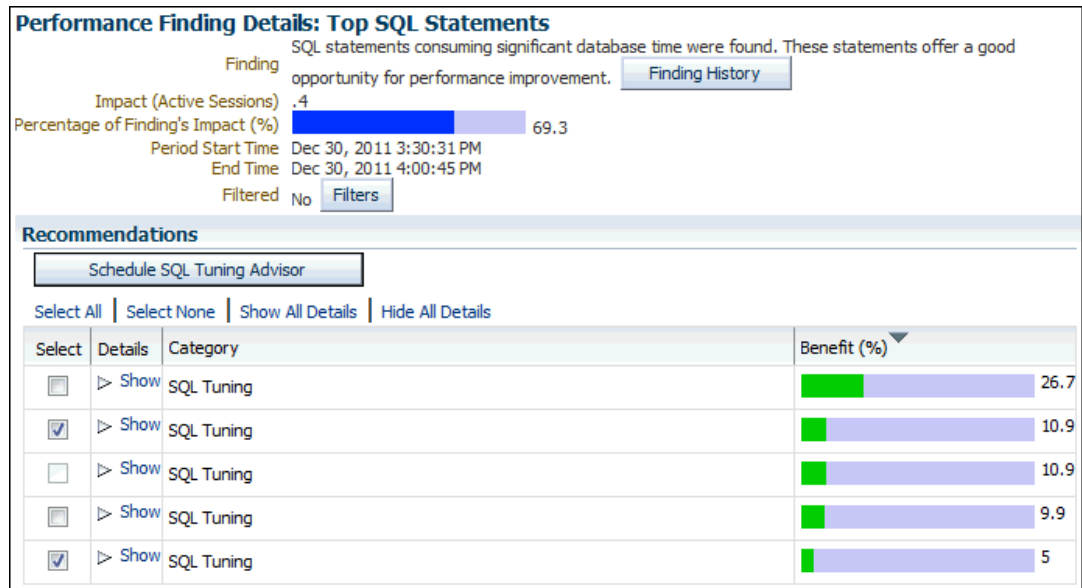 Performance Finding Details: Top SQL Statements
Finding SQL statements consuming significant database time were found. These statements offer a good
opportunity for performance improvement. Finding History
Impact (Active Sessions) .4
Percentage of Finding's Impact (%) 69.3
Period Start Time Dec 30, 2011 3:30:31 PM
End Time Dec 30, 2011 4:00:45 PM
Filtered No Filters
Recommendations
Schedule SQL Tuning Advisor
Select All | Select None | Show All Details | Hide All Details
Select Details Category Benefit (%)
Show SQL Tuning 26.7
Show SQL Tuning 10.9
Show SQL Tuning 10.9
Show SQL Tuning 9.9
Show SQL Tuning 5